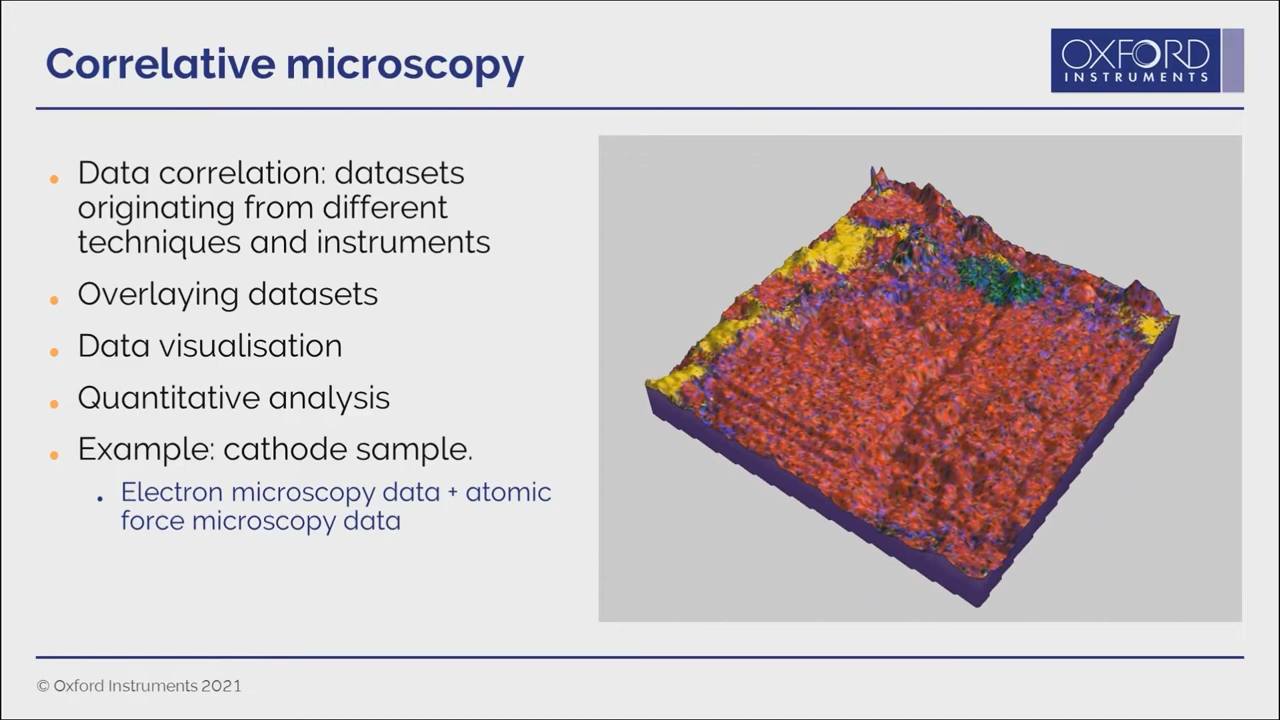 Correlative microscopy
OXFORD
INSTRUMENTS
• Data correlation: datasets
originating from different
techniques and instruments
• Overlaying datasets
• Data visualisation
• Quantitative analysis
• Example: cathode sample.
• Electron microscopy data + atomic
force microscopy data
© Oxford Instruments 2021